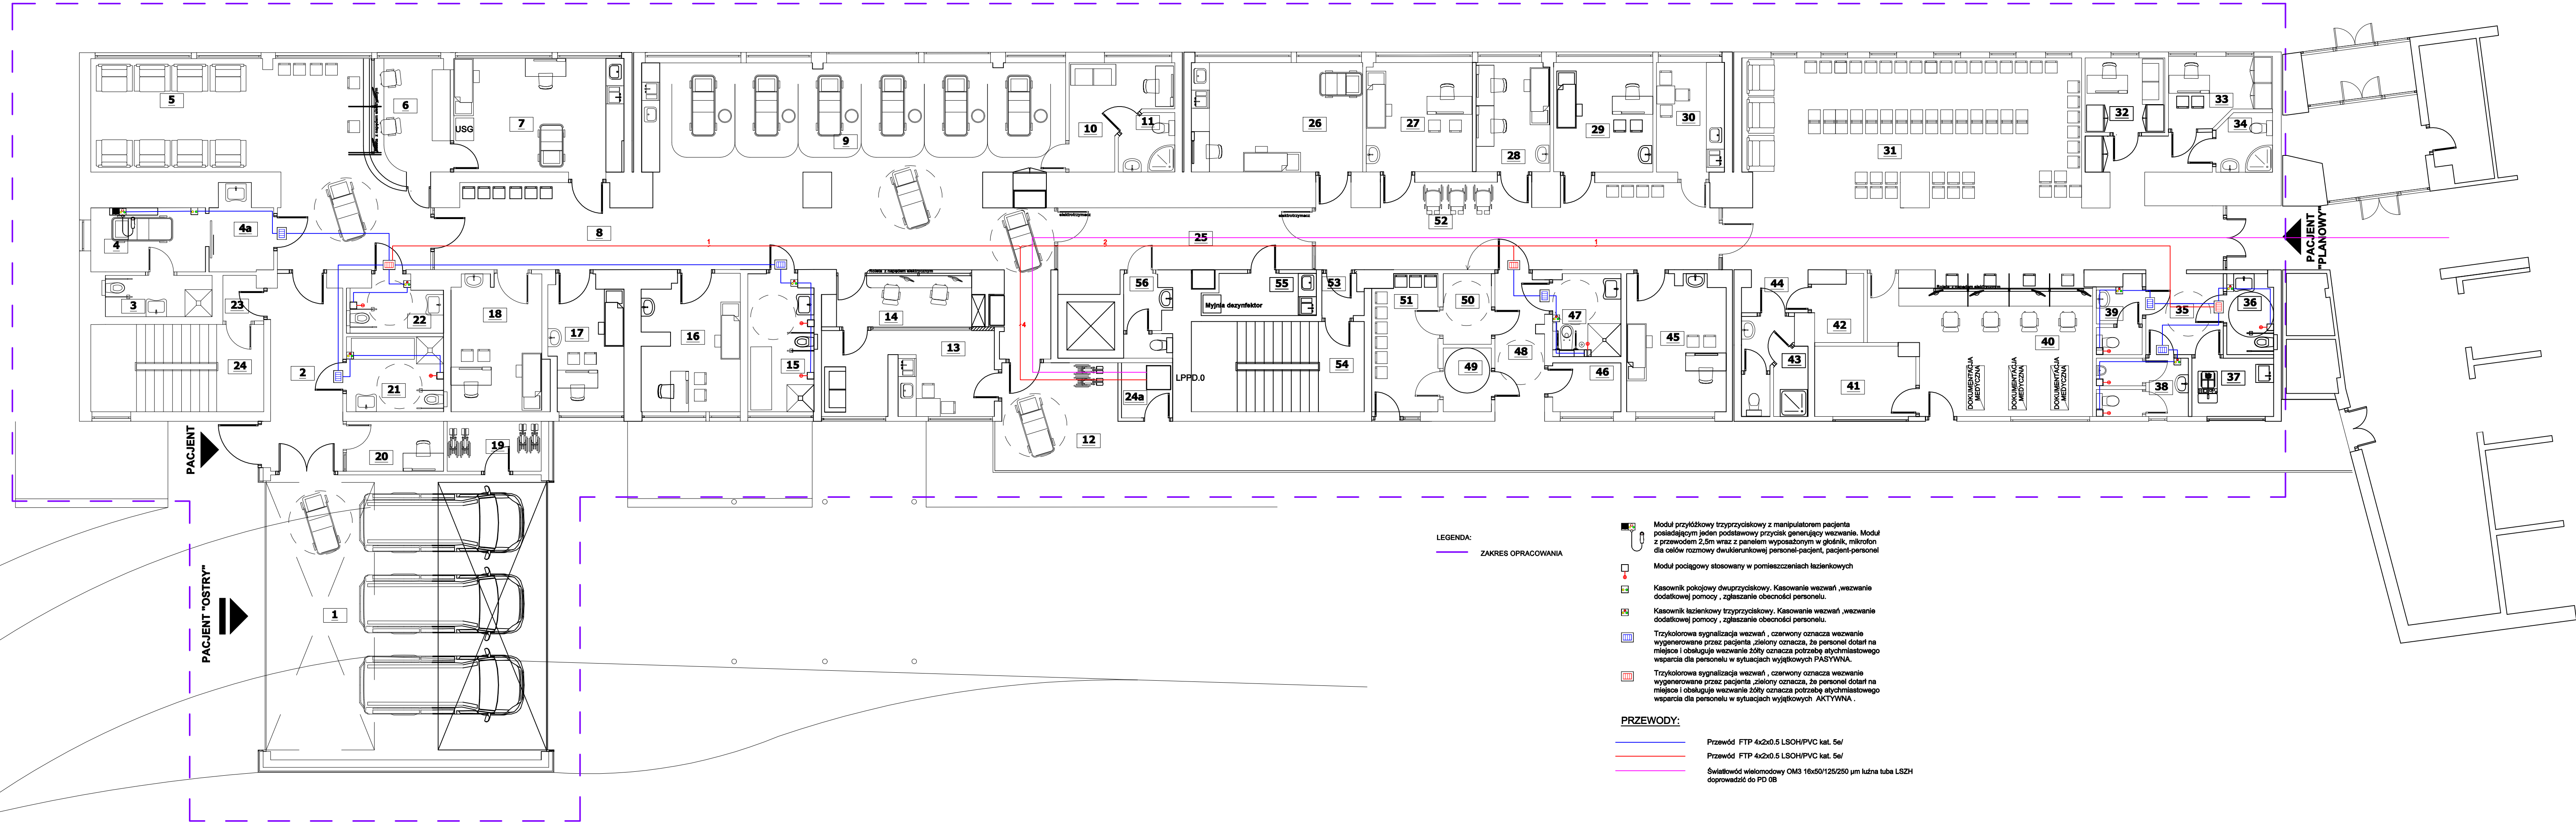 5
6
USG
7
9
10
11
26
27
28
29
30
31
32
33
34
4
4a
8
elektrotrzymacz
25
elektrotrzymacz
52
1
2
1
4
PACJENT
"PLANOWY"
3
23
22
18
17
16
15
Roleta z napędem elektrycznym
14
13
56
55
Myjnia dezynfektor
53
51
50
47
45
44
42
39
35
36
24
2
21
LPPD.0
24a
54
49
48
46
43
41
40
DOKUMENTACJA
MEDYCZNA
DOKUMENTACJA
MEDYCZNA
DOKUMENTACJA
MEDYCZNA
38
37
PACJENT
20
19
12
PACJENT "OSTRY"
1
LEGENDA:
ZAKRES OPRACOWANIA
Moduł przyłóżkowy trzyprzyciskowy z manipulatorem pacjenta
posiadającym jeden podstawowy przycisk generujący wezwanie. Moduł
z przewodem 2,5m wraz z panelem wyposażonym w głośnik, mikrofon
dla celów rozmowy dwukierunkowej personel-pacjent, pacjent-personel
Moduł pociągowy stosowany w pomieszczeniach łazienkowych
Kasownik pokojowy dwuprzyciskowy. Kasowanie wezwań ,wezwanie
dodatkowej pomocy , zgłaszanie obecności personelu.
Kasownik łazienkowy trzyprzyciskowy. Kasowanie wezwań ,wezwanie
dodatkowej pomocy , zgłaszanie obecności personelu.
Trzykolorowa sygnalizacja wezwań , czerwony oznacza wezwanie
wygenerowane przez pacjenta ,zielony oznacza, że personel dotarł na
miejsce i obsługuje wezwanie żółty oznacza potrzebę atychmiastowego
wsparcia dla personelu w sytuacjach wyjątkowych PASYWNA.
Trzykolorowa sygnalizacja wezwań , czerwony oznacza wezwanie
wygenerowane przez pacjenta ,zielony oznacza, że personel dotarł na
miejsce i obsługuje wezwanie żółty oznacza potrzebę atychmiastowego
wsparcia dla personelu w sytuacjach wyjątkowych AKTYWNA .
PRZEWODY:
Przewód FTP 4x2x0.5 LSOH/PVC kat. 5e/
Przewód FTP 4x2x0.5 LSOH/PVC kat. 5e/
Światłowód wielomodowy OM3 16x50/125/250 µm luźna tuba LSZH
doprowadzić do PD 0B